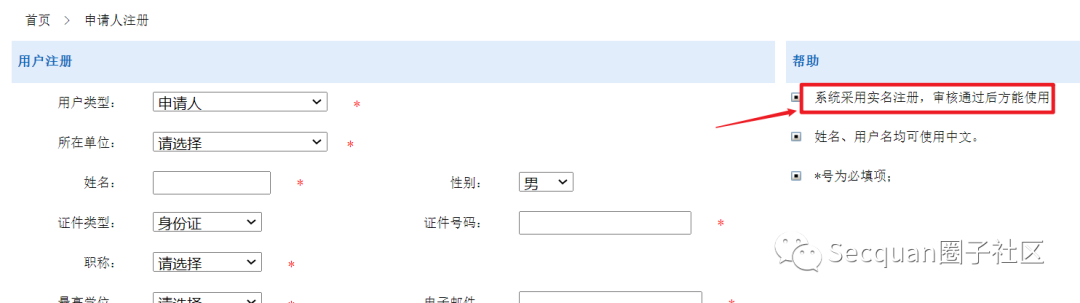 首页 > 申请人注册
用户注册
帮助
用户类型: 申请人 *
系统采用实名注册，审核通过后方能使用
所在单位: 请选择 *
姓名、用户名均可使用中文。
姓名: * 性别: 男
*号为必填项;
证件类型: 身份证 证件号码: *
职称: 请选择 *
Secquan圈子社区
最高学位 请选择 * 电子邮件 *